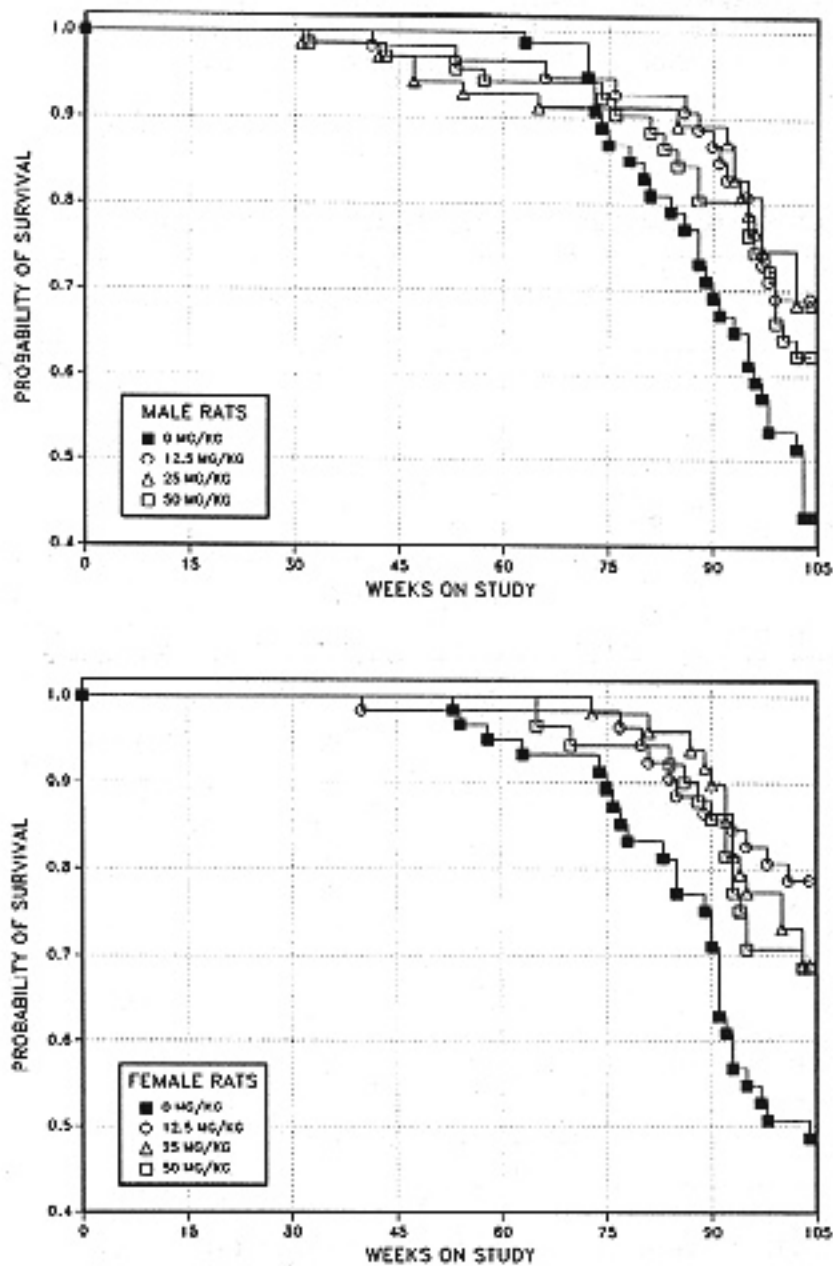 1.0
0.9
0.8
0.7
0.6
0.5
0.4
PROBABILITY OF SURVIVAL
MALE RATS
0 MG/KG
12.5 MG/KG
25 MG/KG
50 MG/KG
0 15 30 45 60 75 90 105
WEEKS ON STUDY
1.0
0.9
0.8
0.7
0.6
0.5
0.4
PROBABILITY OF SURVIVAL
FEMALE RATS
0 MG/KG
12.5 MG/KG
25 MG/KG
50 MG/KG
0 15 30 45 60 75 90 105
WEEKS ON STUDY